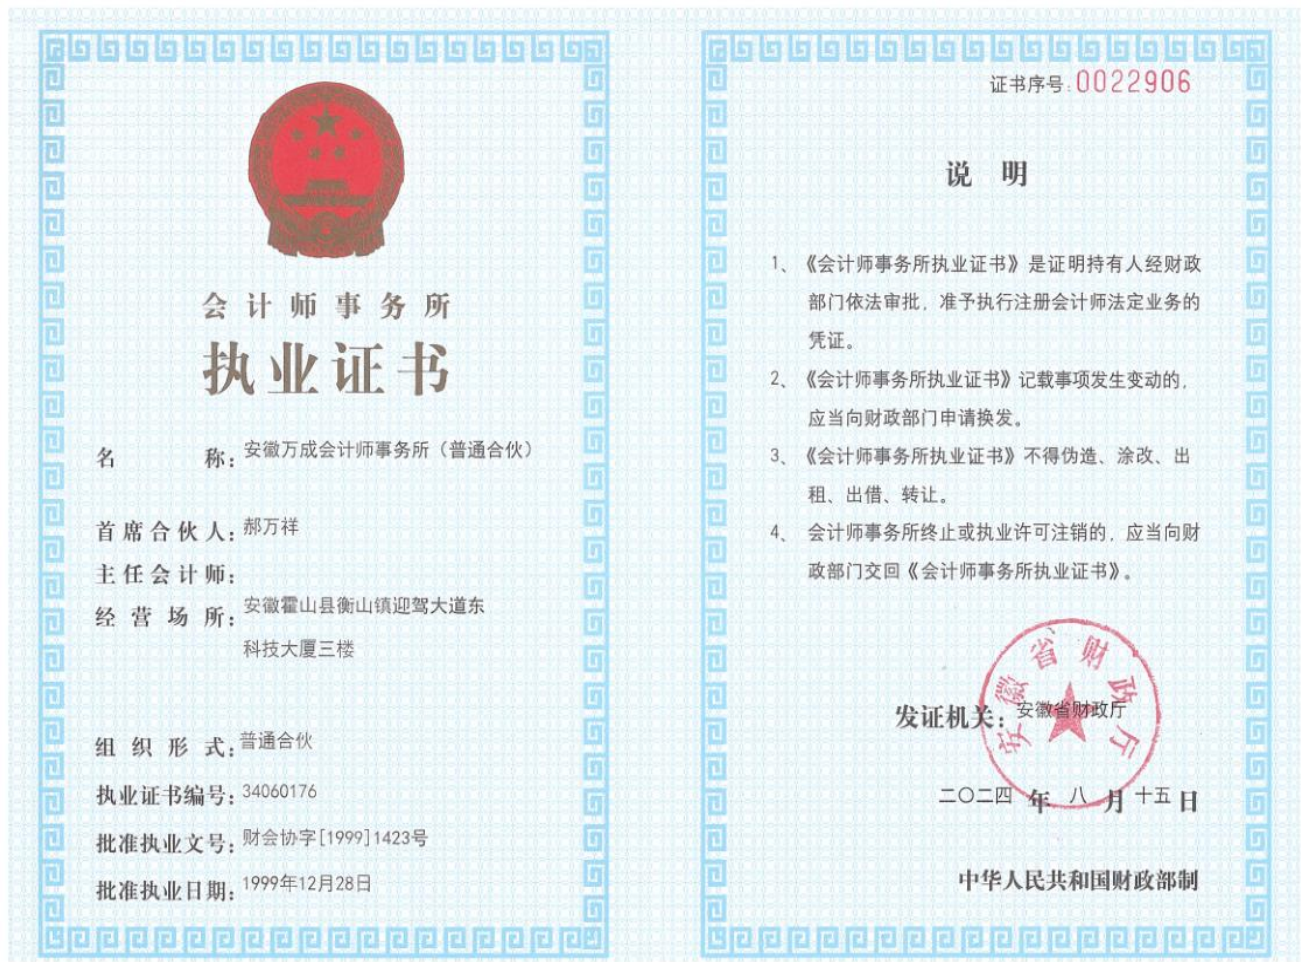 会计师事务所
执业证书
名称：安徽万成会计师事务所（普通合伙）
首席合伙人：郝万祥
主任会计师：
经营场所：安徽霍山县衡山镇迎驾大道东
科技大厦三楼
组织形式：普通合伙
执业证书编号：34060176
批准执业文号：财会协字[1999]1423号
批准执业日期：1999年12月28日
证书序号：0022906
说 明
1、《会计师事务所执业证书》是证明持有人经财政
部门依法审批，准予执行注册会计师法定业务的
凭证。
2、《会计师事务所执业证书》记载事项发生变动的，
应当向财政部门申请换发。
3、《会计师事务所执业证书》不得伪造、涂改、出
租、出借、转让。
4、会计师事务所终止或执业许可注销的，应当向财
政部门交回《会计师事务所执业证书》。
安徽省财政厅
发证机关：安徽省财政厅
二〇二四年八月十五日
中华人民共和国财政部制